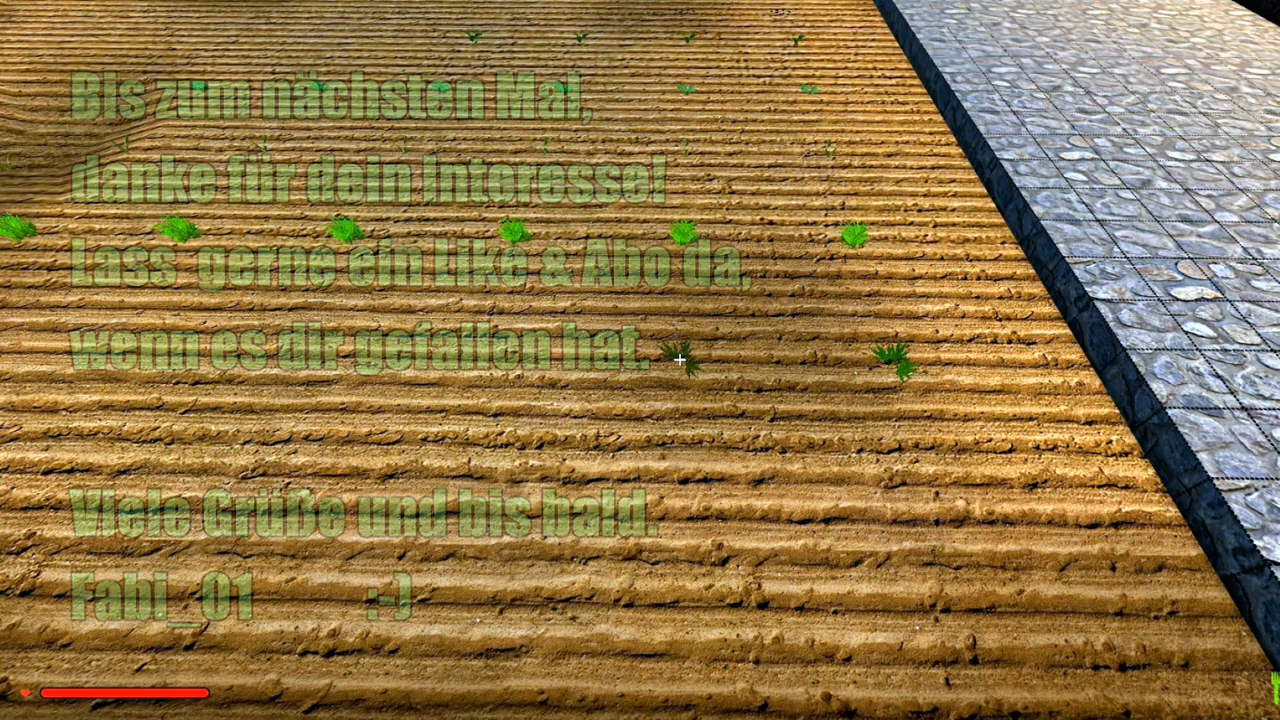 Bis zum nächsten Mal,
danke für dein Interesse!
Lass gerne ein Like & Abo da,
wenn es dir gefallen hat.
Viele Grüße und bis bald.
Fabi_01 :-)